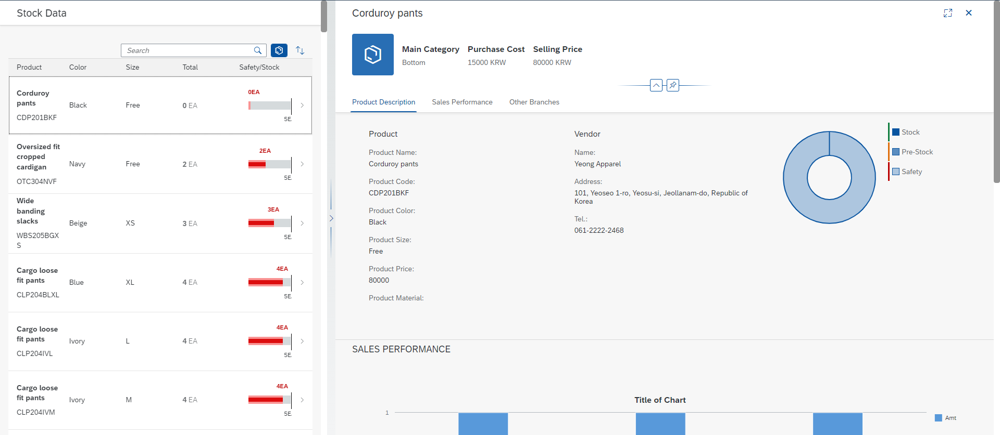 Stock Data
Search
Product Color Size Total Safety/Stock
Corduroy
pants
CDP201BKF
Black Free 0 EA
0EA
5E
Oversized fit
cropped
cardigan
OTC304NVF
Navy Free 2 EA
2EA
5E
Wide
banding
slacks
WBS205BGX
S
Beige XS 3 EA
3EA
5E
Cargo loose
fit pants
CLP204BLXL
Blue XL 4 EA
4EA
5E
Cargo loose
fit pants
CLP204IVL
Ivory L 4 EA
4EA
5E
Cargo loose
fit pants
CLP204IVM
Ivory M 4 EA
4EA
5E
Corduroy pants
Main Category Purchase Cost Selling Price
Bottom 15000 KRW 80000 KRW
Product Description Sales Performance Other Branches
Product
Product Name:
Corduroy pants
Product Code:
CDP201BKF
Product Color:
Black
Product Size:
Free
Product Price:
80000
Product Material:
Vendor
Name:
Yeong Apparel
Address:
101, Yeoseo 1-ro, Yeosu-si, Jeollanam-do, Republic of
Korea
Tel.:
061-2222-2468
Stock
Pre-Stock
Safety
SALES PERFORMANCE
Title of Chart
1
Amt